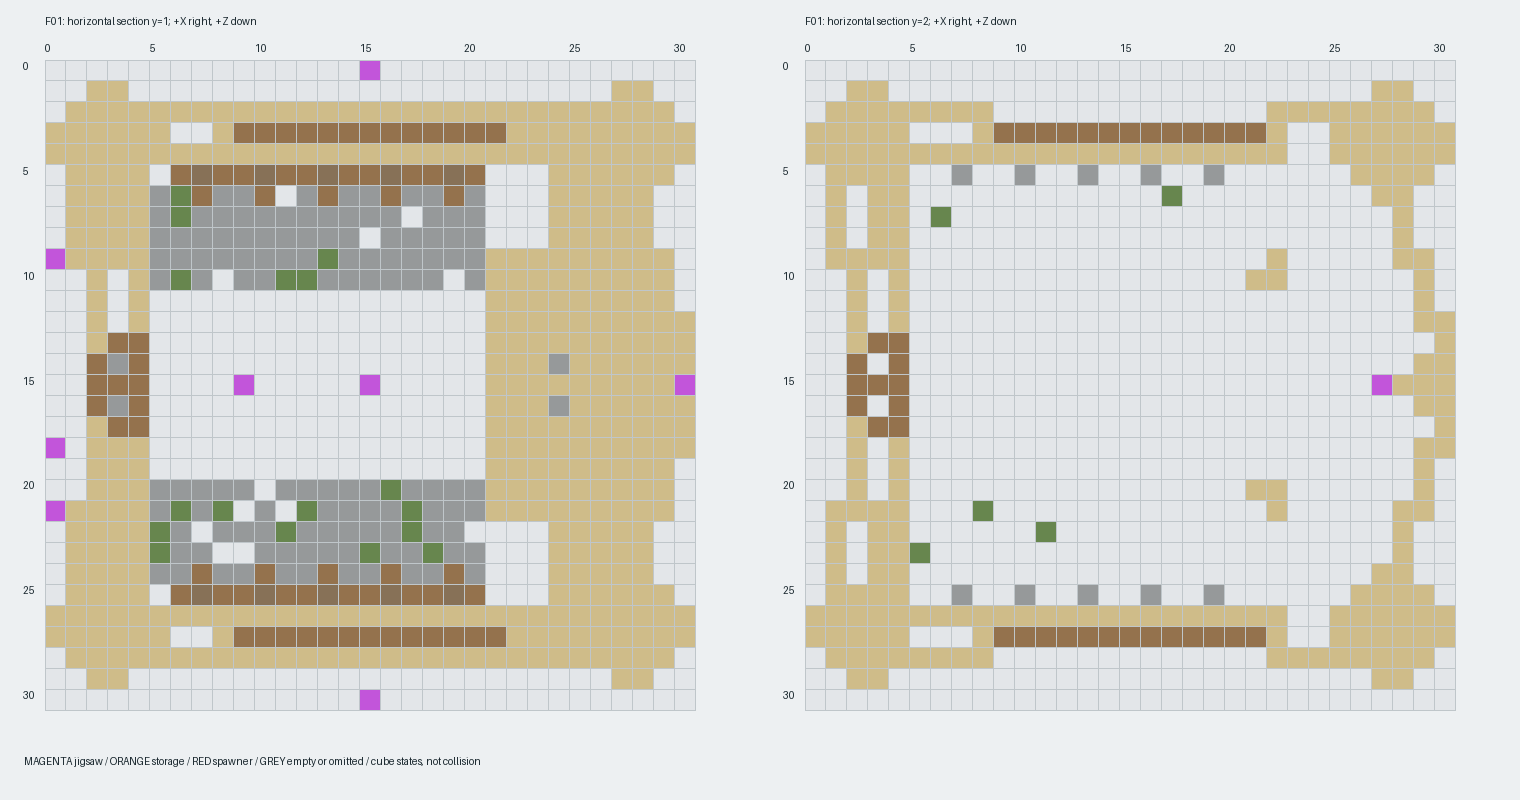 F01: horizontal section y=1; +X right, +Z down
F01: horizontal section y=2; +X right, +Z down
0 5 10 15 20 25 30
0 5 10 15 20 25 30
0
0
5
5
10
10
15
15
20
20
25
25
30
30
MAGENTA jigsaw / ORANGE storage / RED spawner / GREY empty or omitted / cube states, not collision